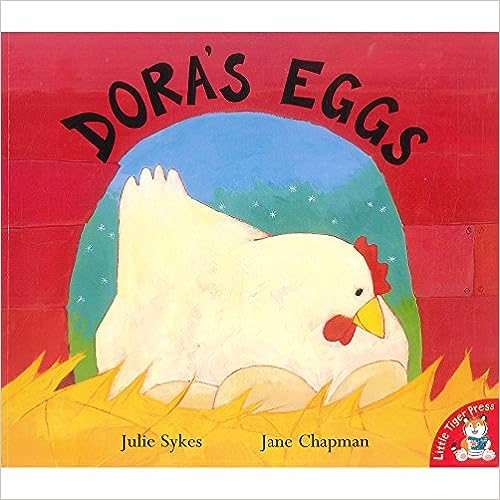 DORA'S EGGS
Julie Sykes Jane Chapman
Little Tiger Press